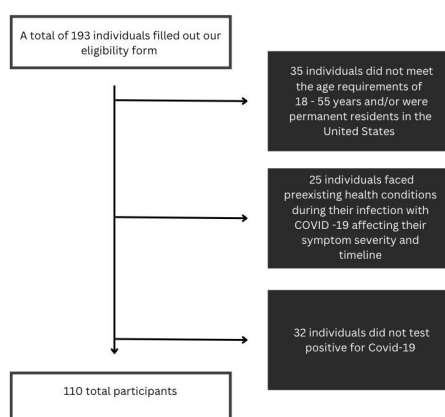 A total of 193 individuals filled out our
eligibility form
35 individuals did not meet
the age requirements of
18 - 55 years and/or were
permanent residents in the
United States
25 individuals faced
preexisting health conditions
during their infection with
COVID -19 affecting their
symptom severity and
timeline
32 individuals did not test
positive for Covid-19
110 total participants